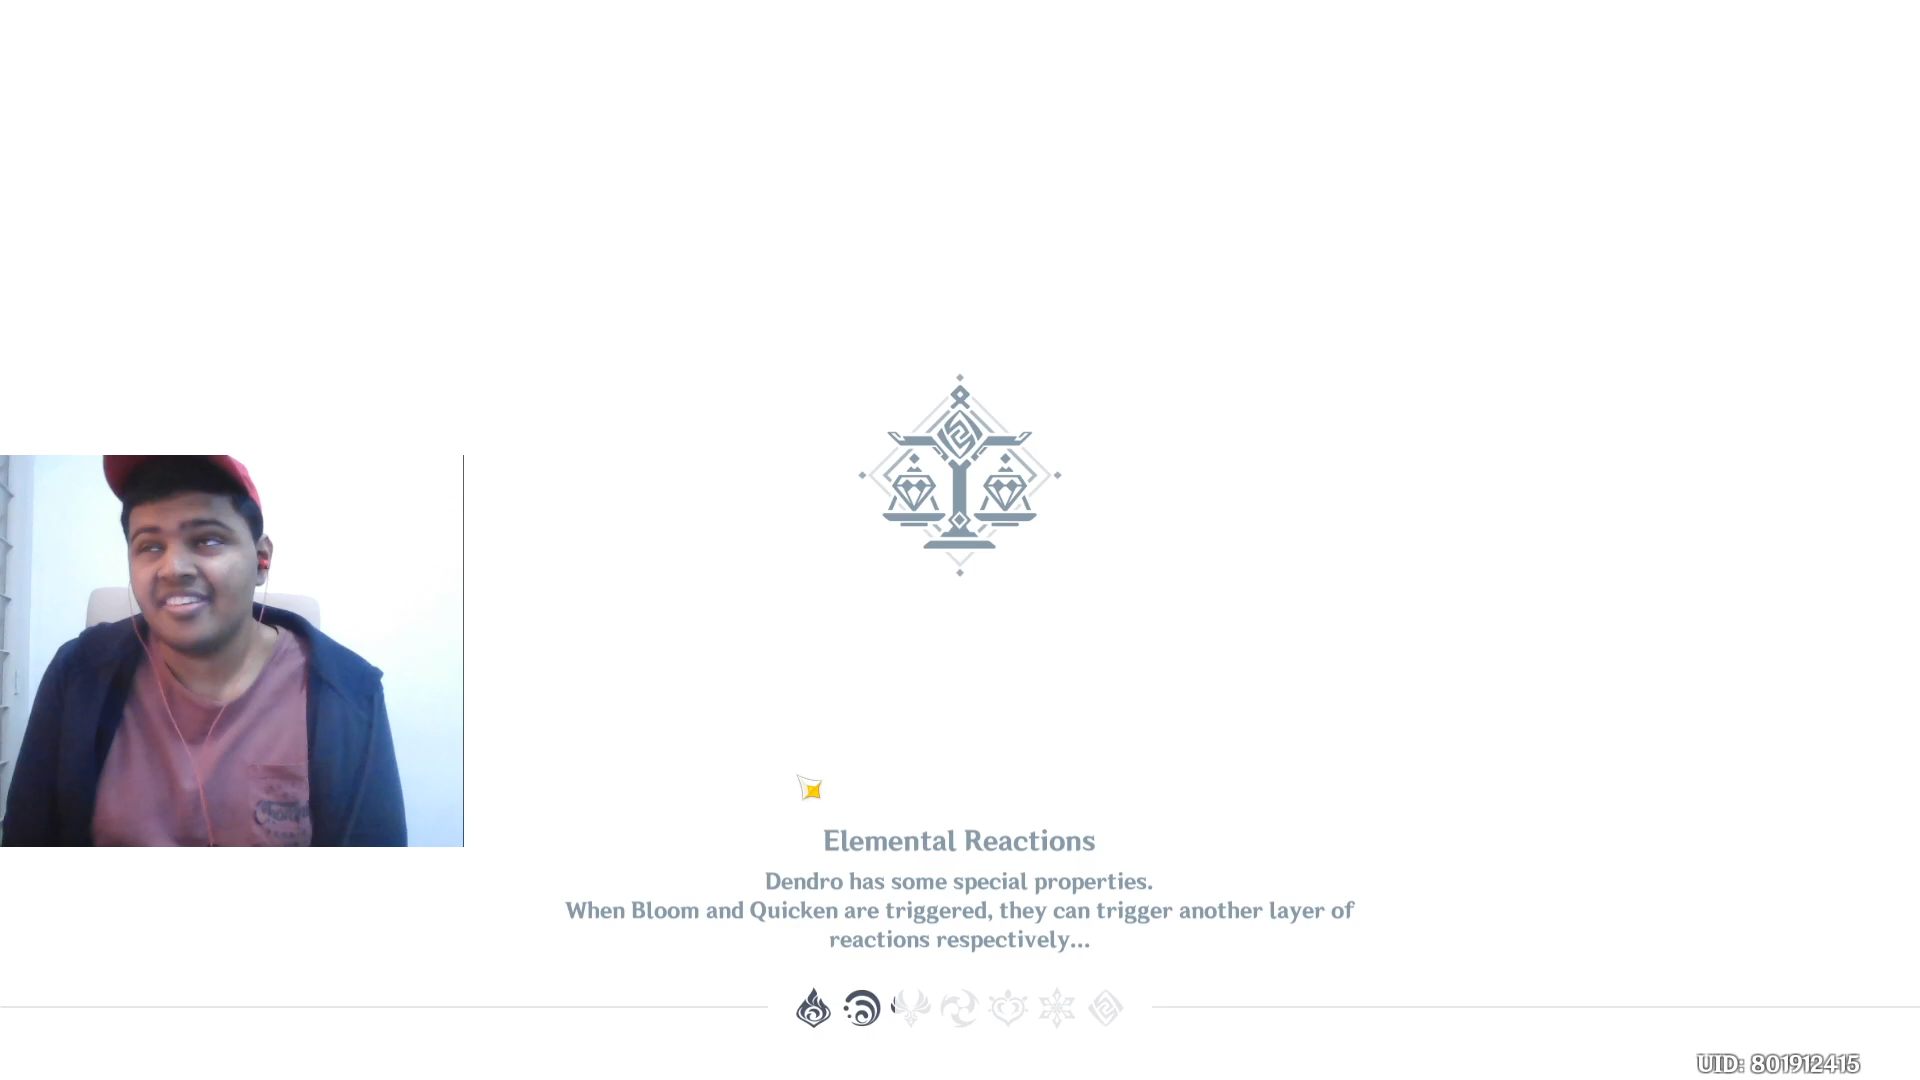 Elemental Reactions
Dendro has some special properties.
When Bloom and Quicken are triggered, they can trigger another layer of
reactions respectively...
UID: 801912415